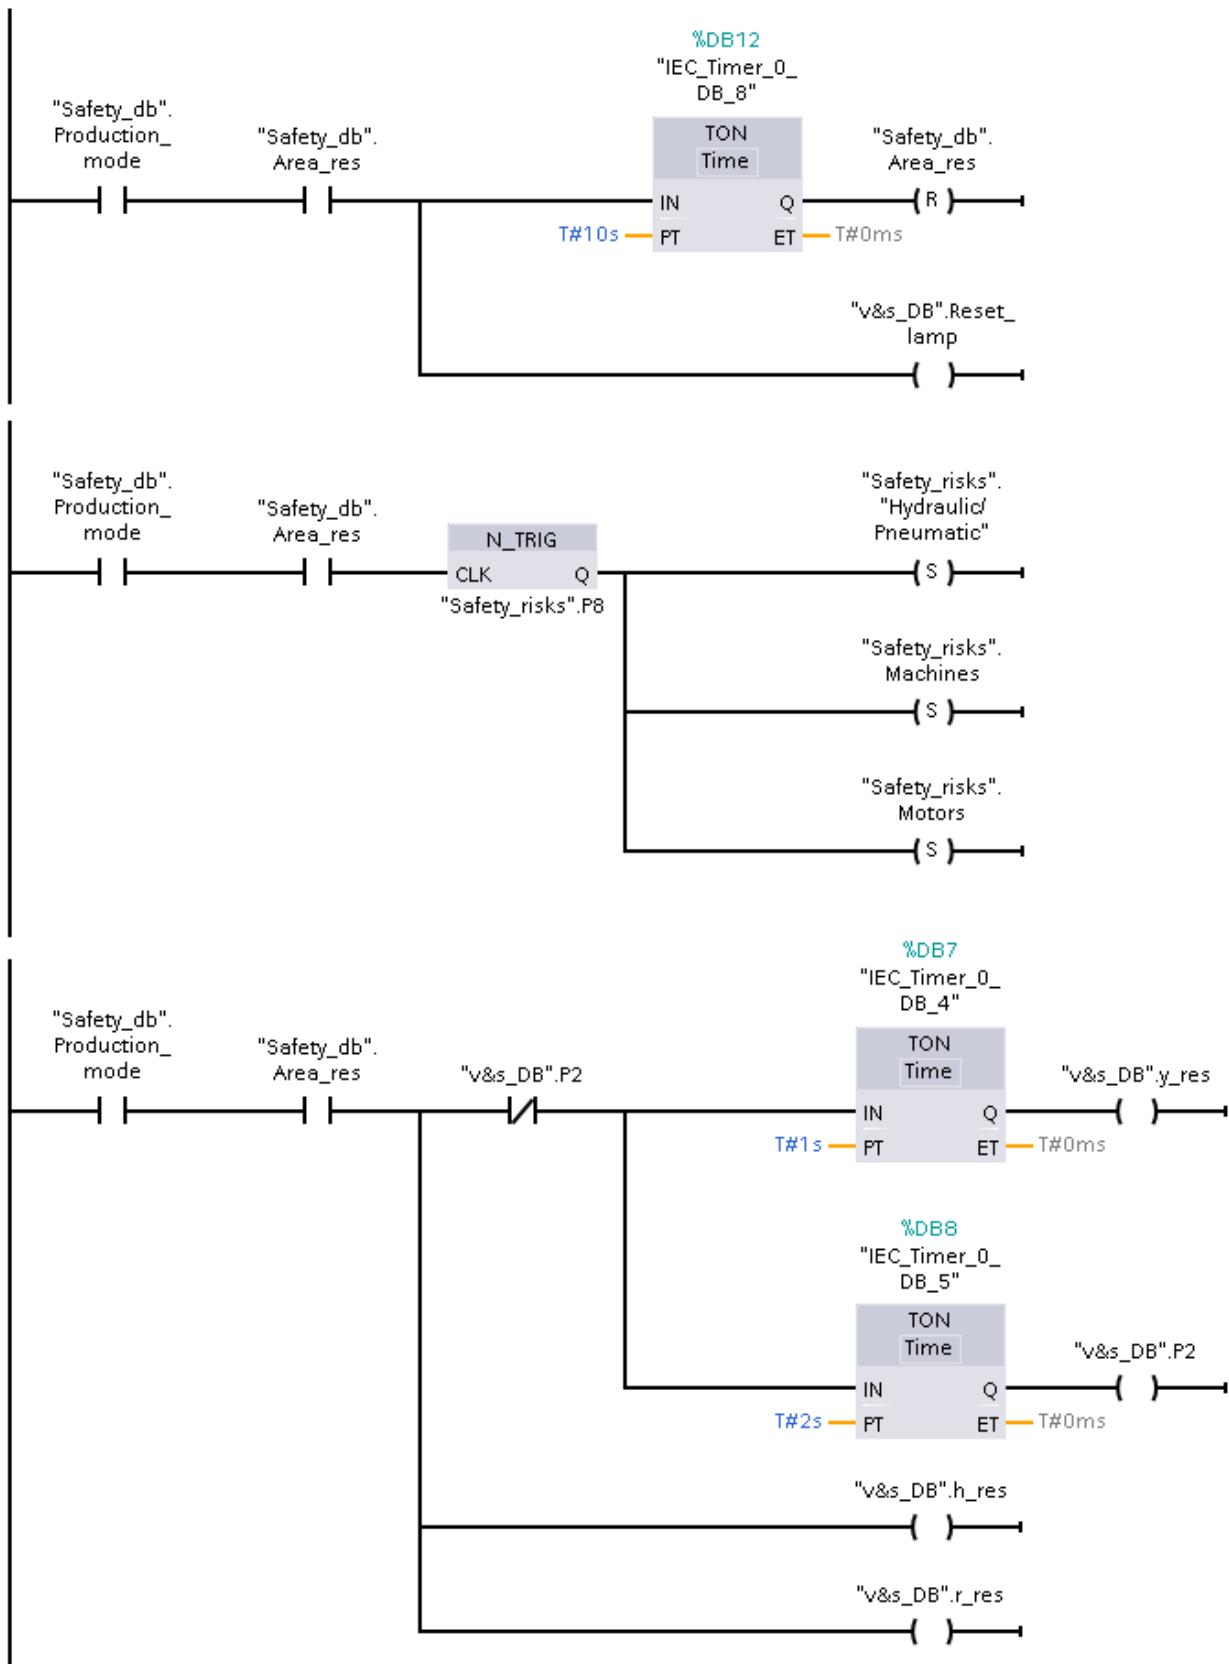 %DB12
"IEC_Timer_0_
DB_8"
"Safety_db".
Production_
mode
"Safety_db".
Area_res
TON
Time
"Safety_db".
Area_res
IN
Q
R
T#10s
PT
ET
T#0ms
"v&s_DB".Reset_
lamp
"Safety_db".
Production_
mode
"Safety_db".
Area_res
N_TRIG
CLK
Q
"Safety_risks".P8
"Safety_risks".
"Hydraulic/
Pneumatic"
S
"Safety_risks".
Machines
S
"Safety_risks".
Motors
S
%DB7
"IEC_Timer_0_
DB_4"
"Safety_db".
Production_
mode
"Safety_db".
Area_res
"v&s_DB".P2
TON
Time
"v&s_DB".y_res
IN
Q
T#1s
PT
ET
T#0ms
%DB8
"IEC_Timer_0_
DB_5"
TON
Time
"v&s_DB".P2
IN
Q
T#2s
PT
ET
T#0ms
"v&s_DB".h_res
"v&s_DB".r_res